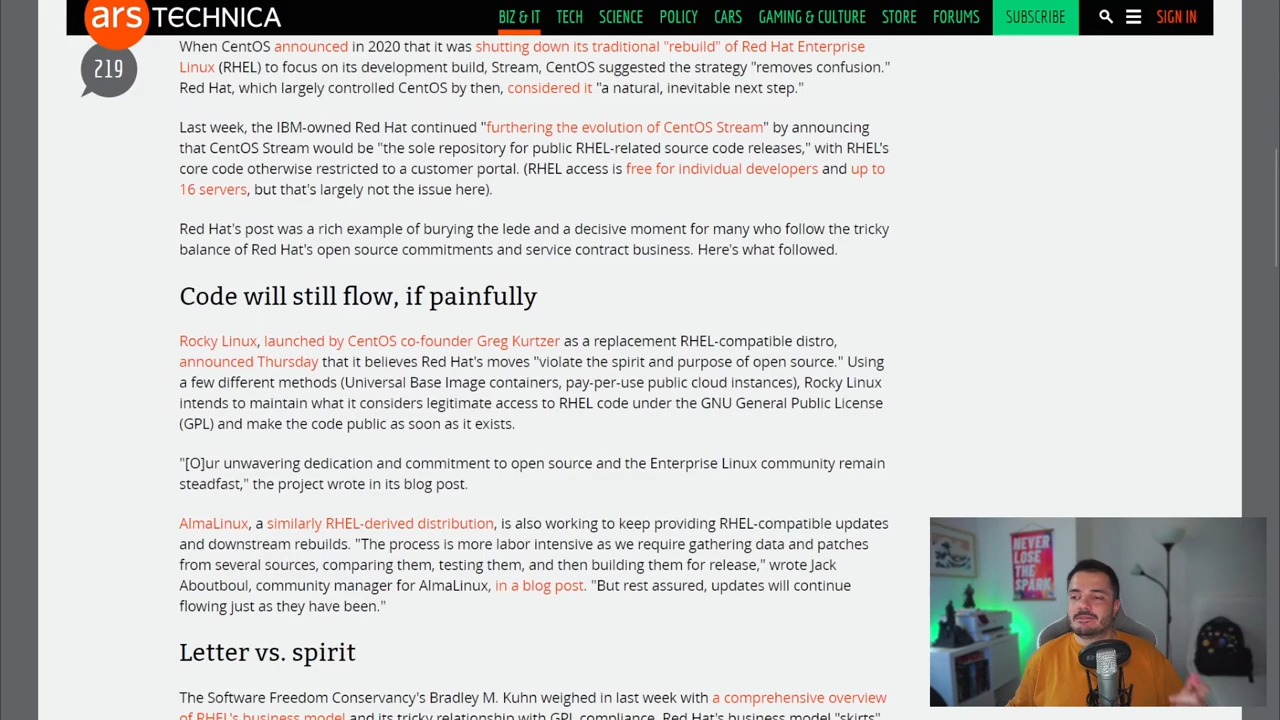 ars TECHNICA
BIZ & IT TECH SCIENCE POLICY CARS GAMING & CULTURE STORE FORUMS SUBSCRIBE SIGN IN
219
When CentOS announced in 2020 that it was shutting down its traditional "rebuild" of Red Hat Enterprise
Linux (RHEL) to focus on its development build, Stream, CentOS suggested the strategy "removes confusion."
Red Hat, which largely controlled CentOS by then, considered it "a natural, inevitable next step."
Last week, the IBM-owned Red Hat continued "furthering the evolution of CentOS Stream" by announcing
that CentOS Stream would be "the sole repository for public RHEL-related source code releases," with RHEL's
core code otherwise restricted to a customer portal. (RHEL access is free for individual developers and up to
16 servers, but that's largely not the issue here).
Red Hat's post was a rich example of burying the lede and a decisive moment for many who follow the tricky
balance of Red Hat's open source commitments and service contract business. Here's what followed.
Code will still flow, if painfully
Rocky Linux, launched by CentOS co-founder Greg Kurtzer as a replacement RHEL-compatible distro,
announced Thursday that it believes Red Hat's moves "violate the spirit and purpose of open source." Using
a few different methods (Universal Base Image containers, pay-per-use public cloud instances), Rocky Linux
intends to maintain what it considers legitimate access to RHEL code under the GNU General Public License
(GPL) and make the code public as soon as it exists.
"[O]ur unwavering dedication and commitment to open source and the Enterprise Linux community remain
steadfast," the project wrote in its blog post.
AlmaLinux, a similarly RHEL-derived distribution, is also working to keep providing RHEL-compatible updates
and downstream rebuilds. "The process is more labor intensive as we require gathering data and patches
from several sources, comparing them, testing them, and then building them for release," wrote Jack
Aboutboul, community manager for AlmaLinux, in a blog post. "But rest assured, updates will continue
flowing just as they have been."
Letter vs. spirit
The Software Freedom Conservancy's Bradley M. Kuhn weighed in last week with a comprehensive overview
of RHEL's business model and its tricky relationship with GPL compliance. Red Hat's business model "skirts"
NEVER
LOSE
THE
SPARK